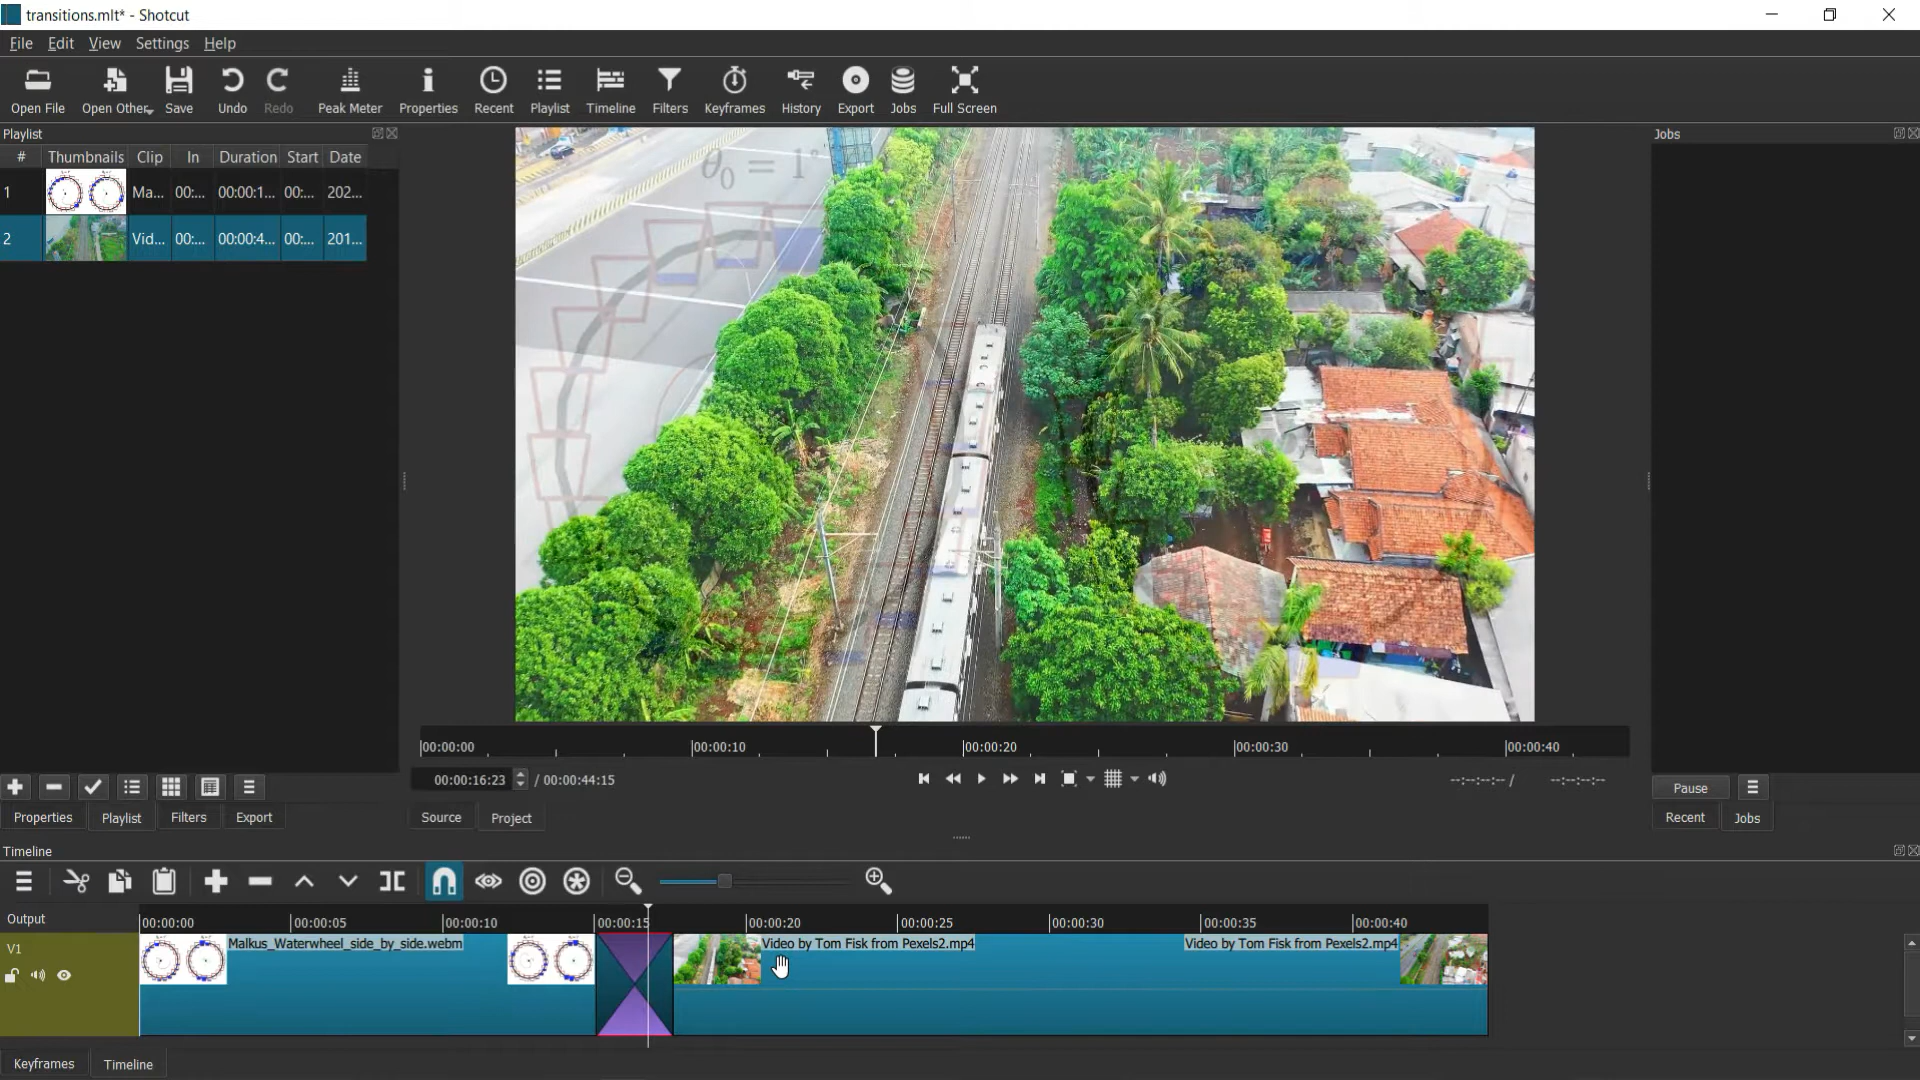 transitions.mlt* - Shotcut
File Edit View Settings Help
Open File Open Other Save Undo Redo Peak Meter Properties Recent Playlist Timeline Filters Keyframes History Export Jobs Full Screen
Playlist
# Thumbnails Clip In Duration Start Date
1 Ma... 00:... 00:00:1... 00:... 202...
2 Vid... 00:... 00:00:4... 00:... 201...
Jobs
00:00:00 00:00:10 00:00:20 00:00:30 00:00:40
00:00:16:23 / 00:00:44:15 --:--:--:-- / --:--:--:--
Pause
Properties Playlist Filters Export
Source Project
Recent Jobs
Timeline
Output 00:00:00 00:00:05 00:00:10 00:00:15 00:00:20 00:00:25 00:00:30 00:00:35 00:00:40
V1 Malkus_Waterwheel_side_by_side.webm Video by Tom Fisk from Pexels2.mp4 Video by Tom Fisk from Pexels2.mp4
Keyframes Timeline